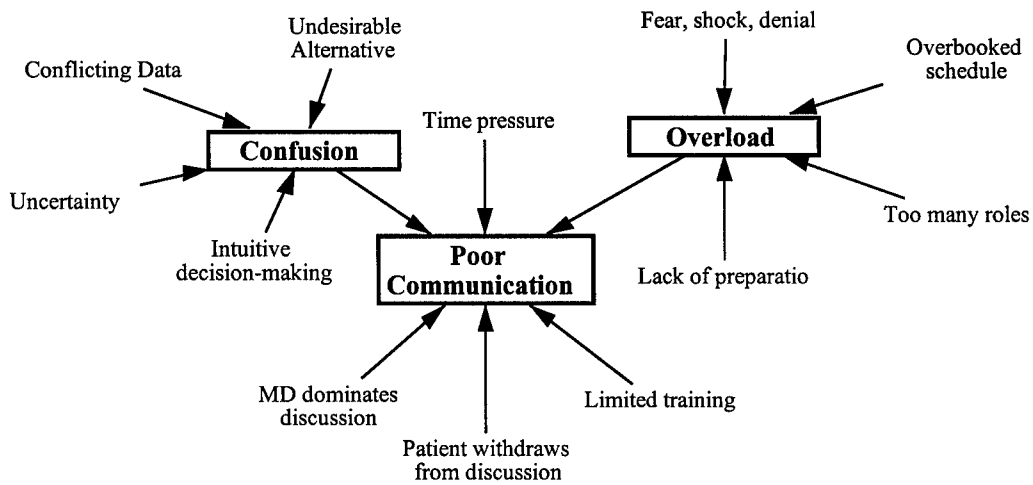 Fear, shock, denial
Undesirable
Alternative
Overbooked
schedule
Conflicting Data
Time pressure
Confusion
Overload
Uncertainty
Too many roles
Intuitive
decision-making
Poor
Communication
Lack of preparatio
MD dominates
discussion
Limited training
Patient withdraws
from discussion